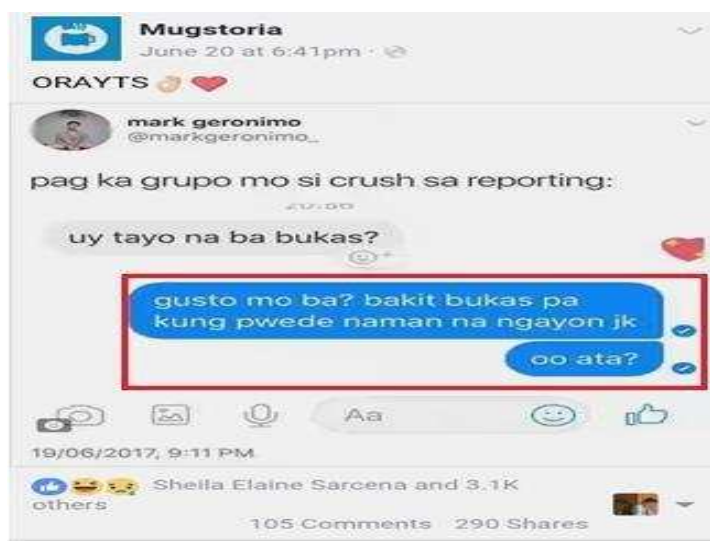 Mugstoria
June 20 at 6:41pm ·
ORAYTS👌❤️
mark geronimo
@markgeronimo_
pag ka grupo mo si crush sa reporting:
uy tayo na ba bukas?
gusto mo ba? bakit bukas pa
kung pwede naman na ngayon jk
oo ata?
Aa
19/06/2017, 9:11 PM
Sheila Elaine Sarcena and 3.1K
others
105 Comments 290 Shares